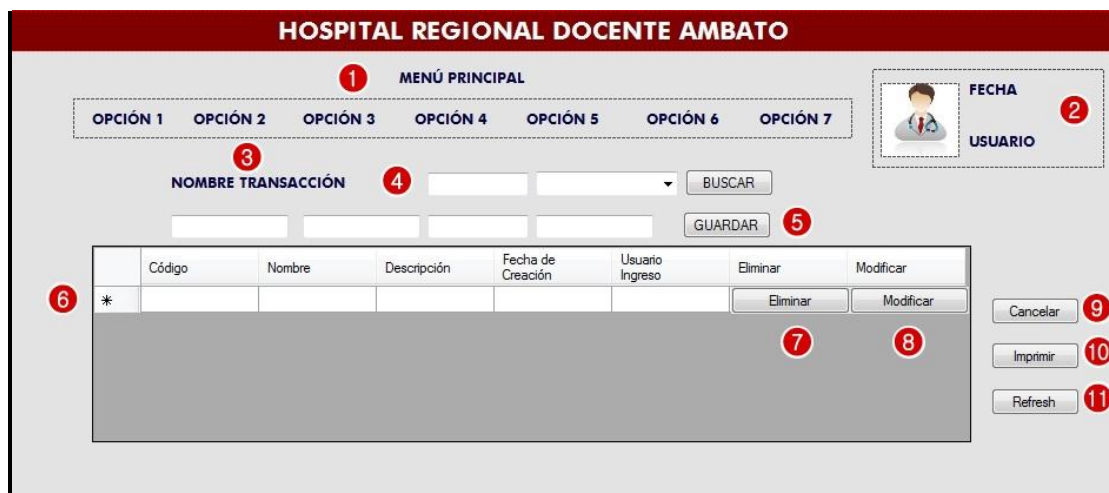 HOSPITAL REGIONAL DOCENTE AMBATO
1 MENÚ PRINCIPAL
OPCIÓN 1 OPCIÓN 2 OPCIÓN 3 OPCIÓN 4 OPCIÓN 5 OPCIÓN 6 OPCIÓN 7
FECHA
2
USUARIO
3
NOMBRE TRANSACCIÓN 4 BUSCAR
GUARDAR 5
Código Nombre Descripción Fecha de Creación Usuario Ingreso Eliminar Modificar
6 * Eliminar Modificar
7 8
Cancelar 9
Imprimir 10
Refresh 11